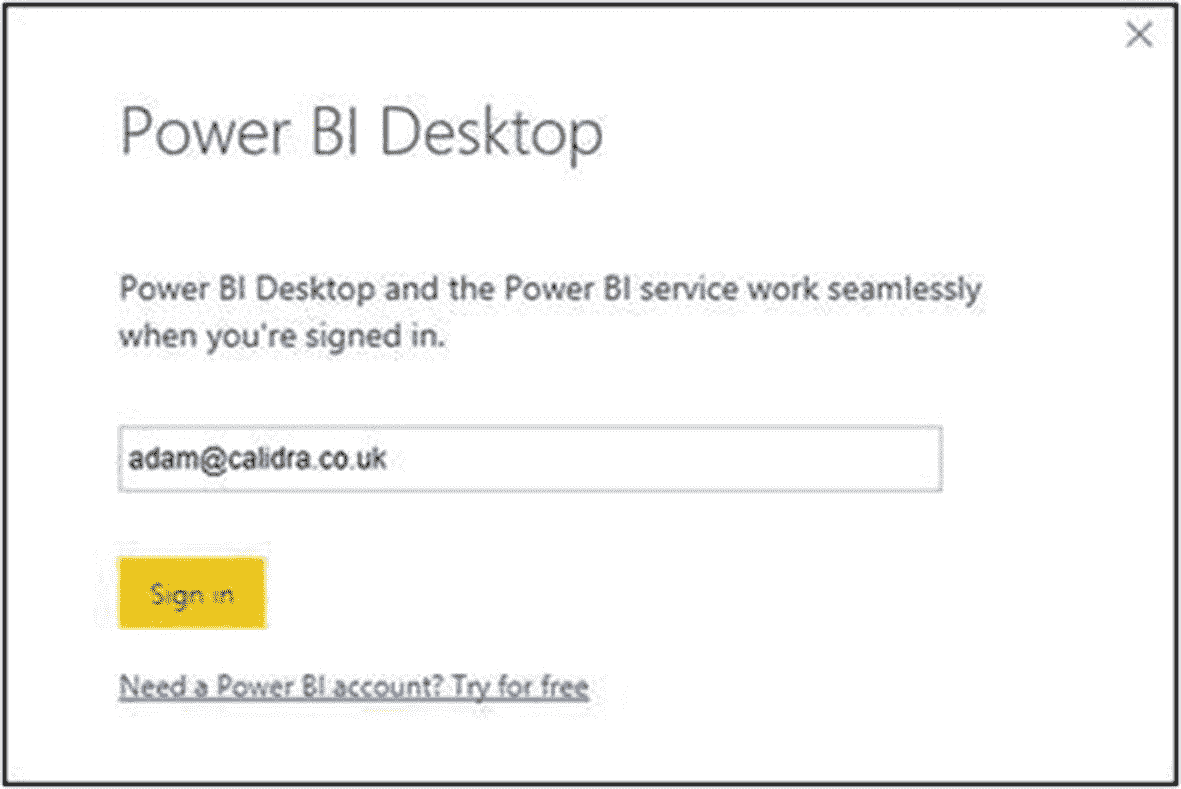 Power BI Desktop
Power BI Desktop and the Power BI service work seamlessly
when you're signed in.
adam@calidra.co.uk
Sign in
Need a Power BI account? Try for free